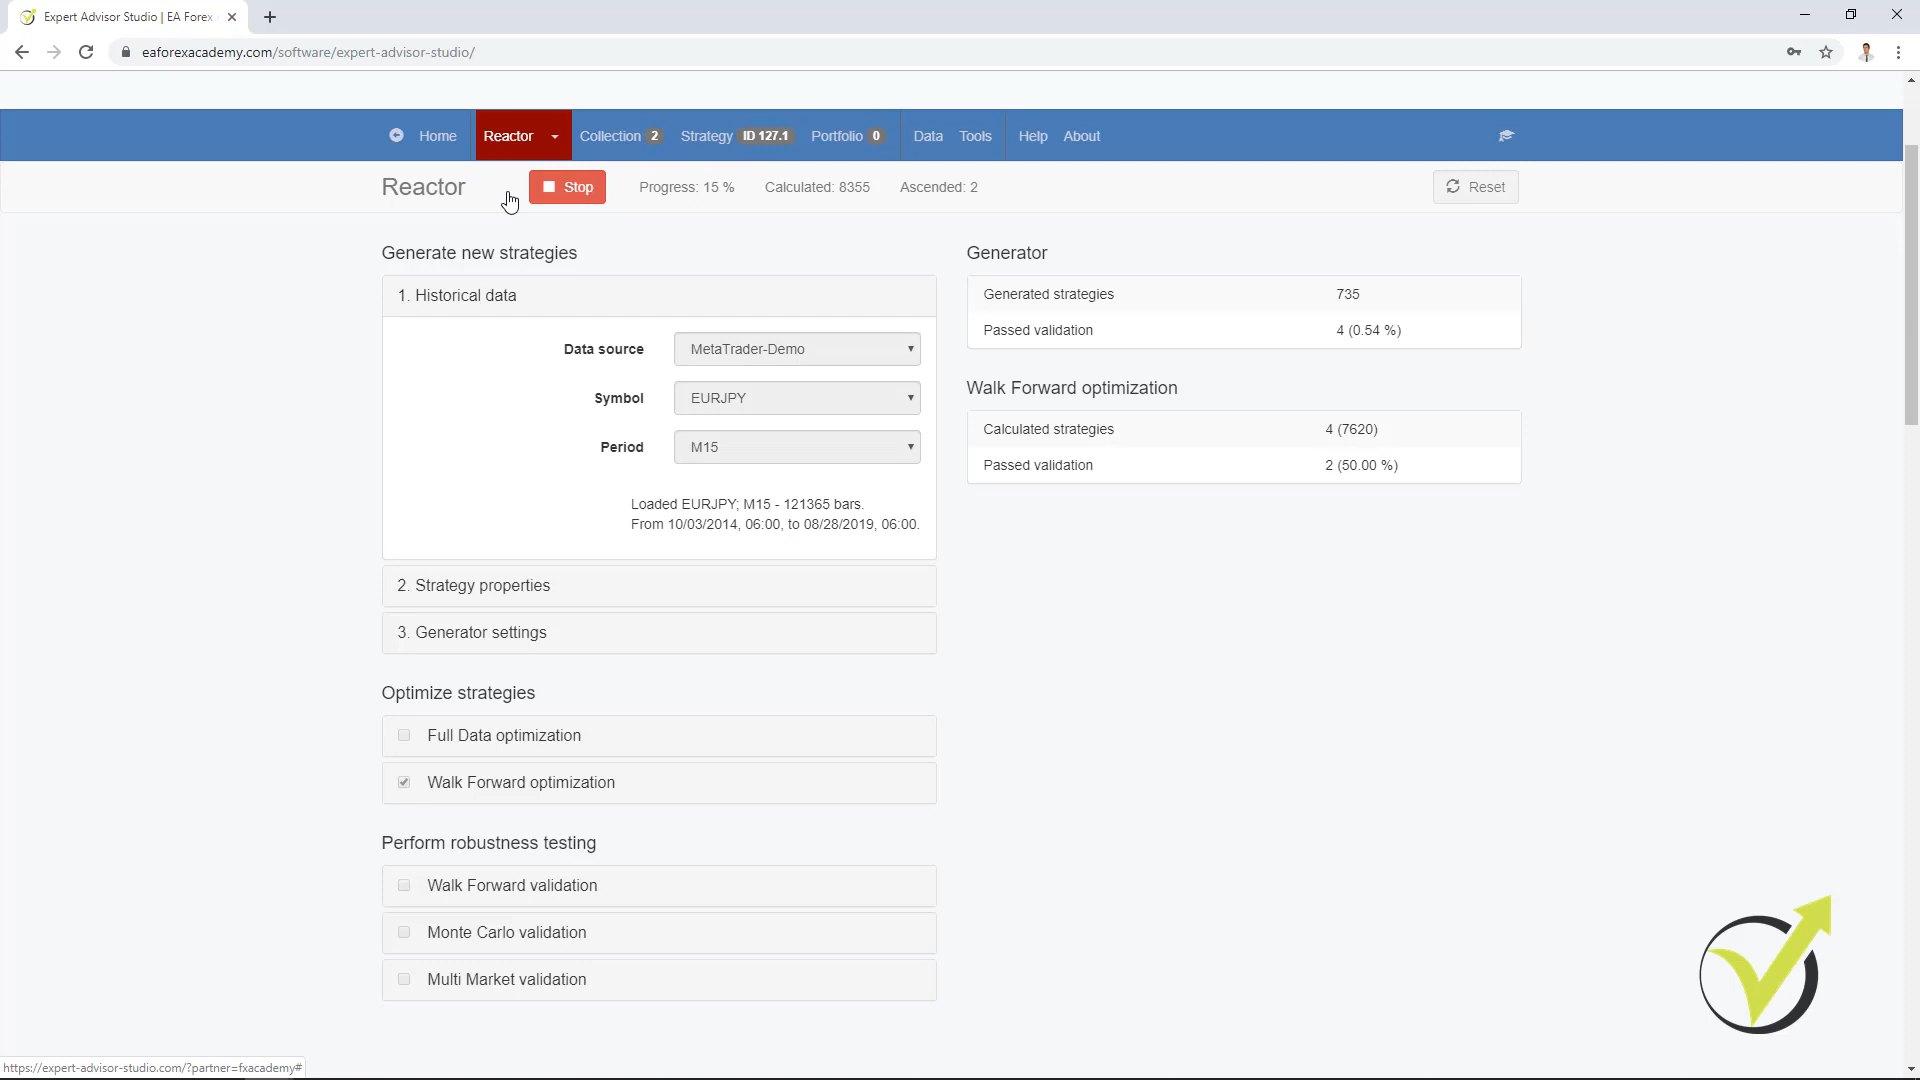 Expert Advisor Studio | EA Forex
eaforexacademy.com/software/expert-advisor-studio/
Home Reactor Collection 2 Strategy ID 127.1 Portfolio 0 Data Tools Help About
Reactor Stop Progress: 15 % Calculated: 8355 Ascended: 2 Reset
Generate new strategies
1. Historical data
Data source MetaTrader-Demo
Symbol EURJPY
Period M15
Loaded EURJPY; M15 - 121365 bars.
From 10/03/2014, 06:00, to 08/28/2019, 06:00.
2. Strategy properties
3. Generator settings
Optimize strategies
Full Data optimization
Walk Forward optimization
Perform robustness testing
Walk Forward validation
Monte Carlo validation
Multi Market validation
Generator
Generated strategies 735
Passed validation 4 (0.54 %)
Walk Forward optimization
Calculated strategies 4 (7620)
Passed validation 2 (50.00 %)
https://expert-advisor-studio.com/?partner=fxacademy#